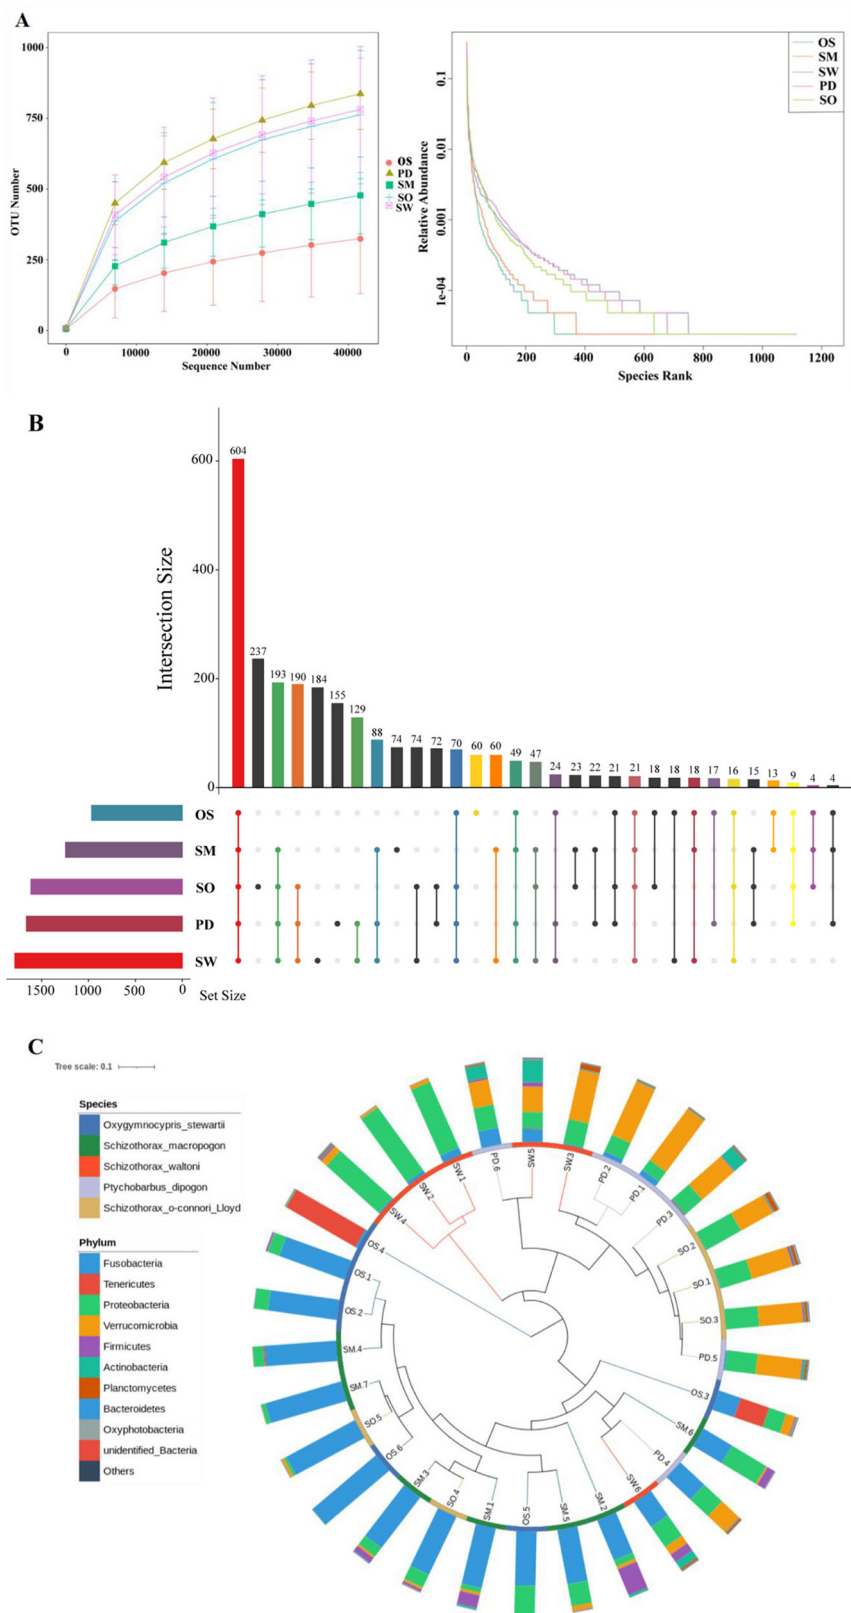 A
1000
750
500
250
0
OTU Number
0
10000
20000
30000
40000
Sequence Number
OS
PD
SM
SO
SW
0.1
0.01
0.001
1e-04
Relative Abundance
0
200
400
600
800
1000
1200
Species Rank
OS
SM
SW
PD
SO
B
600
400
200
0
Intersection Size
604
237
193
190
184
155
129
88
74
74
72
70
60
60
49
47
24
23
22
21
21
18
18
18
17
16
15
13
9
4
4
OS
SM
SO
PD
SW
1500
1000
500
0
Set Size
C
Tree scale: 0.1
Species
Oxygymnocypris_stewartii
Schizothorax_macropogon
Schizothorax_waltoni
Ptychobarbus_dipogon
Schizothorax_o-connori_Lloyd
Phylum
Fusobacteria
Tenericutes
Proteobacteria
Verrucomicrobia
Firmicutes
Actinobacteria
Planctomycetes
Bacteroidetes
Oxyphotobacteria
unidentified_Bacteria
Others
PD.6
SW.5
SW.3
PD.2
PD.1
PD.3
SO.2
SO.1
SO.3
PD.5
OS.3
SM.6
PD.4
SW.6
SM.2
SM.5
OS.5
SM.1
SO.4
SM.3
OS.6
SO.5
SM.7
SM.4
OS.2
OS.1
OS.4
SW.4
SW.2
SW.1